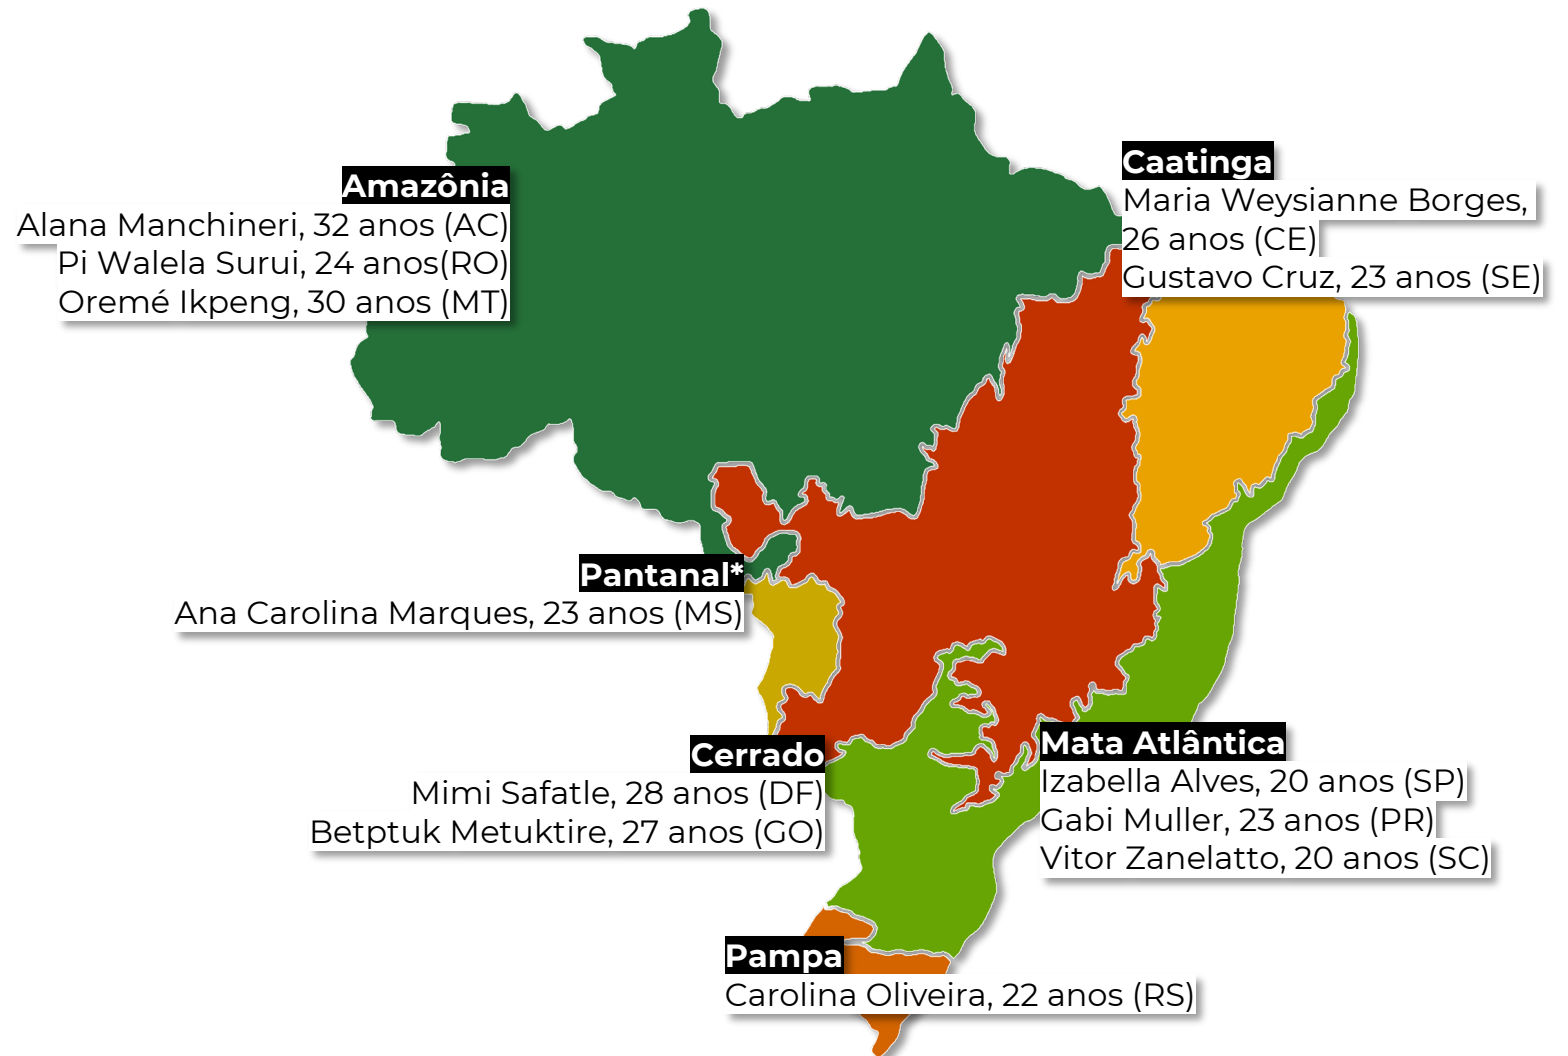 Amazônia
Alana Manchineri, 32 anos (AC)
Pi Walela Surui, 24 anos(RO)
Oremé Ikpeng, 30 anos (MT)
Caatinga
Maria Weysianne Borges,
26 anos (CE)
Gustavo Cruz, 23 anos (SE)
Pantanal*
Ana Carolina Marques, 23 anos (MS)
Cerrado
Mimi Safatle, 28 anos (DF)
Betptuk Metuktire, 27 anos (GO)
Mata Atlântica
Izabella Alves, 20 anos (SP)
Gabi Muller, 23 anos (PR)
Vitor Zanelatto, 20 anos (SC)
Pampa
Carolina Oliveira, 22 anos (RS)